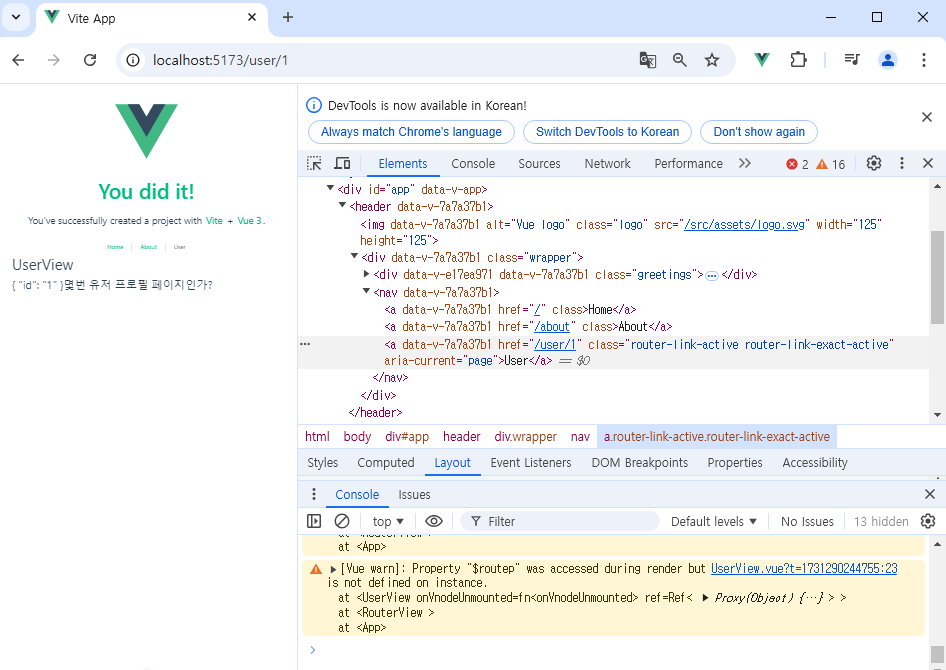 Vite App
localhost:5173/user/1
DevTools is now available in Korean!
Always match Chrome's language
Switch DevTools to Korean
Don't show again
Elements
Console
Sources
Network
Performance
2
16
You did it!
You've successfully created a project with Vite + Vue 3.
Home
About
User
UserView
{ "id": "1" }몇번 유저 프로필 페이지인가?
<div id="app" data-v-app>
<header data-v-7a7a37b1>
<img data-v-7a7a37b1 alt="Vue logo" class="logo" src="/src/assets/logo.svg" width="125"
height="125">
<div data-v-7a7a37b1 class="wrapper">
<div data-v-e17ea971 data-v-7a7a37b1 class="greetings"> … </div>
<nav data-v-7a7a37b1>
<a data-v-7a7a37b1 href="/" class>Home</a>
<a data-v-7a7a37b1 href="/about" class>About</a>
<a data-v-7a7a37b1 href="/user/1" class="router-link-active router-link-exact-active"
aria-current="page">User</a> == $0
</nav>
</div>
</header>
html
body
div#app
header
div.wrapper
nav
a.router-link-active.router-link-exact-active
Styles
Computed
Layout
Event Listeners
DOM Breakpoints
Properties
Accessibility
Console
Issues
top
Filter
Default levels
No Issues
13 hidden
at <RouterView >
at <App>
[Vue warn]: Property "$routep" was accessed during render but UserView.vue?t=1731290244755:23
is not defined on instance.
at <UserView onVnodeUnmounted=fn<onVnodeUnmounted> ref=Ref< ▶ Proxy(Object) {…} > >
at <RouterView >
at <App>